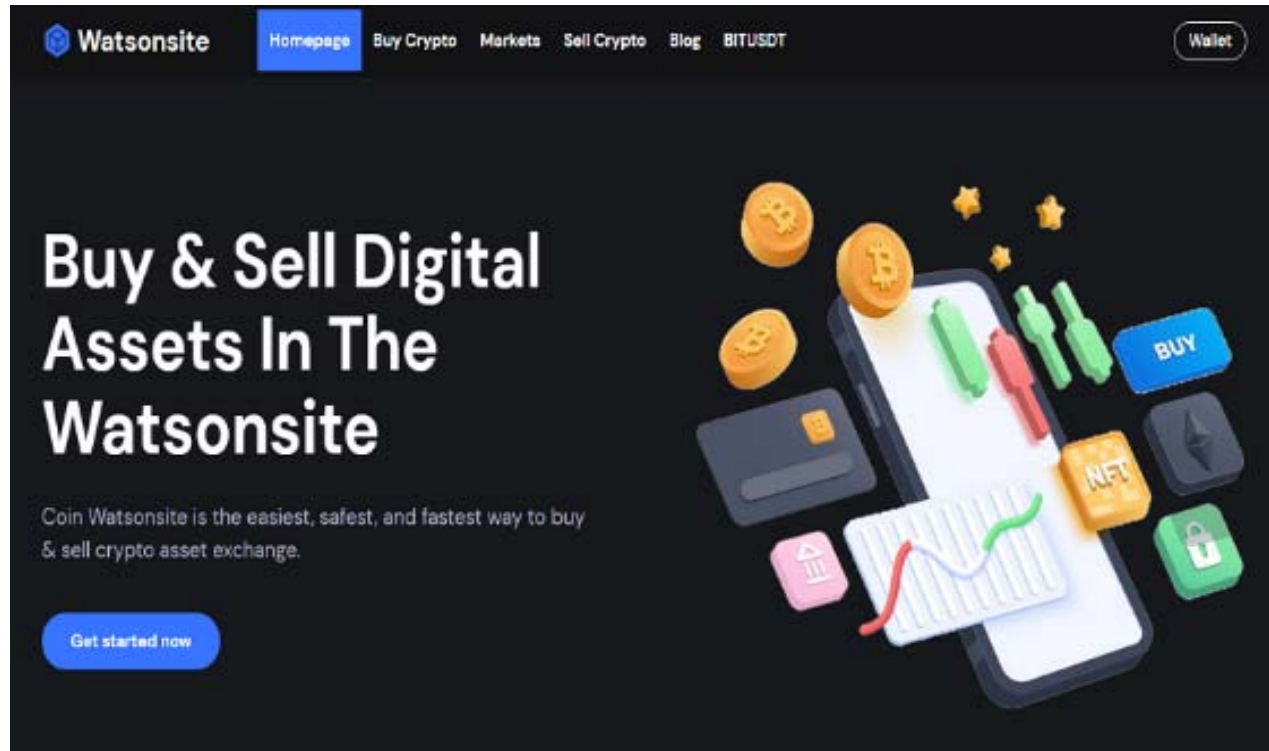 Watsonsite
Homepage Buy Crypto Markets Sell Crypto Blog BITUSDT
Wallet
Buy & Sell Digital
Assets In The
Watsonsite
Coin Watsonsite is the easiest, safest, and fastest way to buy
& sell crypto asset exchange.
Get started now
BUY
NFT